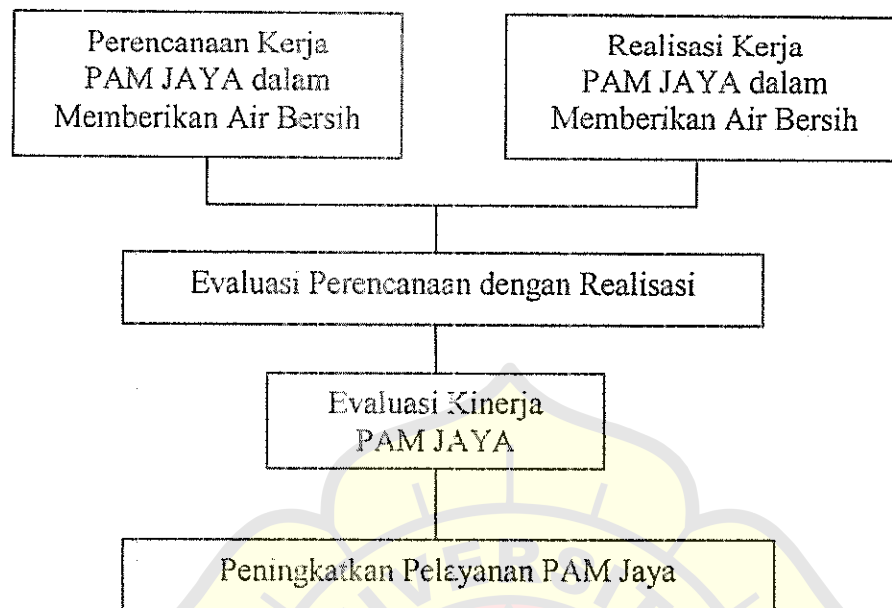 Perencanaan Kerja
PAM JAYA dalam
Memberikan Air Bersih
Realisasi Kerja
PAM JAYA dalam
Memberikan Air Bersih
Evaluasi Perencanaan dengan Realisasi
Evaluasi Kinerja
PAM JAYA
Peningkatkan Pelayanan PAM Jaya